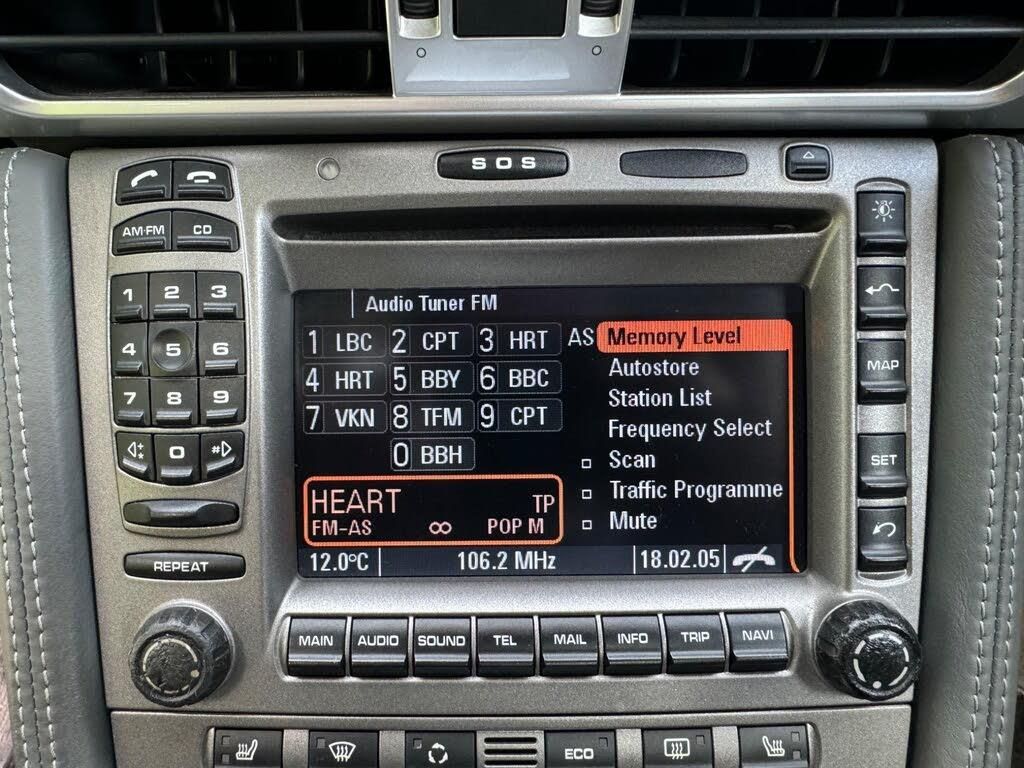 SOS
AM·FM CD
1 2 3
4 5 6
7 8 9
0 #
REPEAT
Audio Tuner FM
1 LBC 2 CPT 3 HRT AS
4 HRT 5 BBY 6 BBC
7 VKN 8 TFM 9 CPT
0 BBH
Memory Level
Autostore
Station List
Frequency Select
Scan
Traffic Programme
Mute
HEART TP
FM-AS ∞ POP M
12.0°C 106.2 MHz 18.02.05
MAP
SET
MAIN AUDIO SOUND TEL MAIL INFO TRIP NAVI
ECO